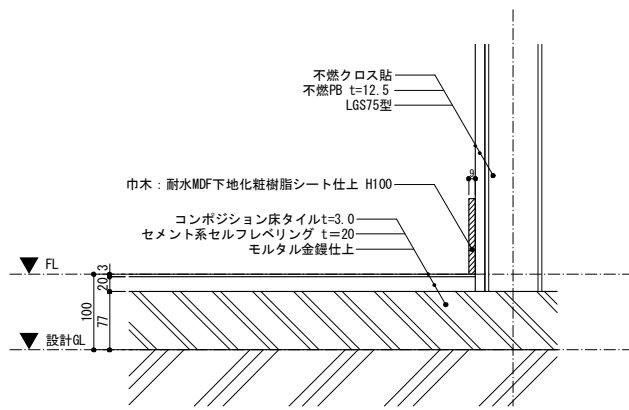 不燃クロス貼
不燃PB t=12.5
LGS75型
9
巾木：耐水MDF下地化粧樹脂シート仕上 H100
コンポジション床タイルt=3.0
セメント系セルフレベリング t＝20
モルタル金鏝仕上
FL
3
20
100
77
設計GL